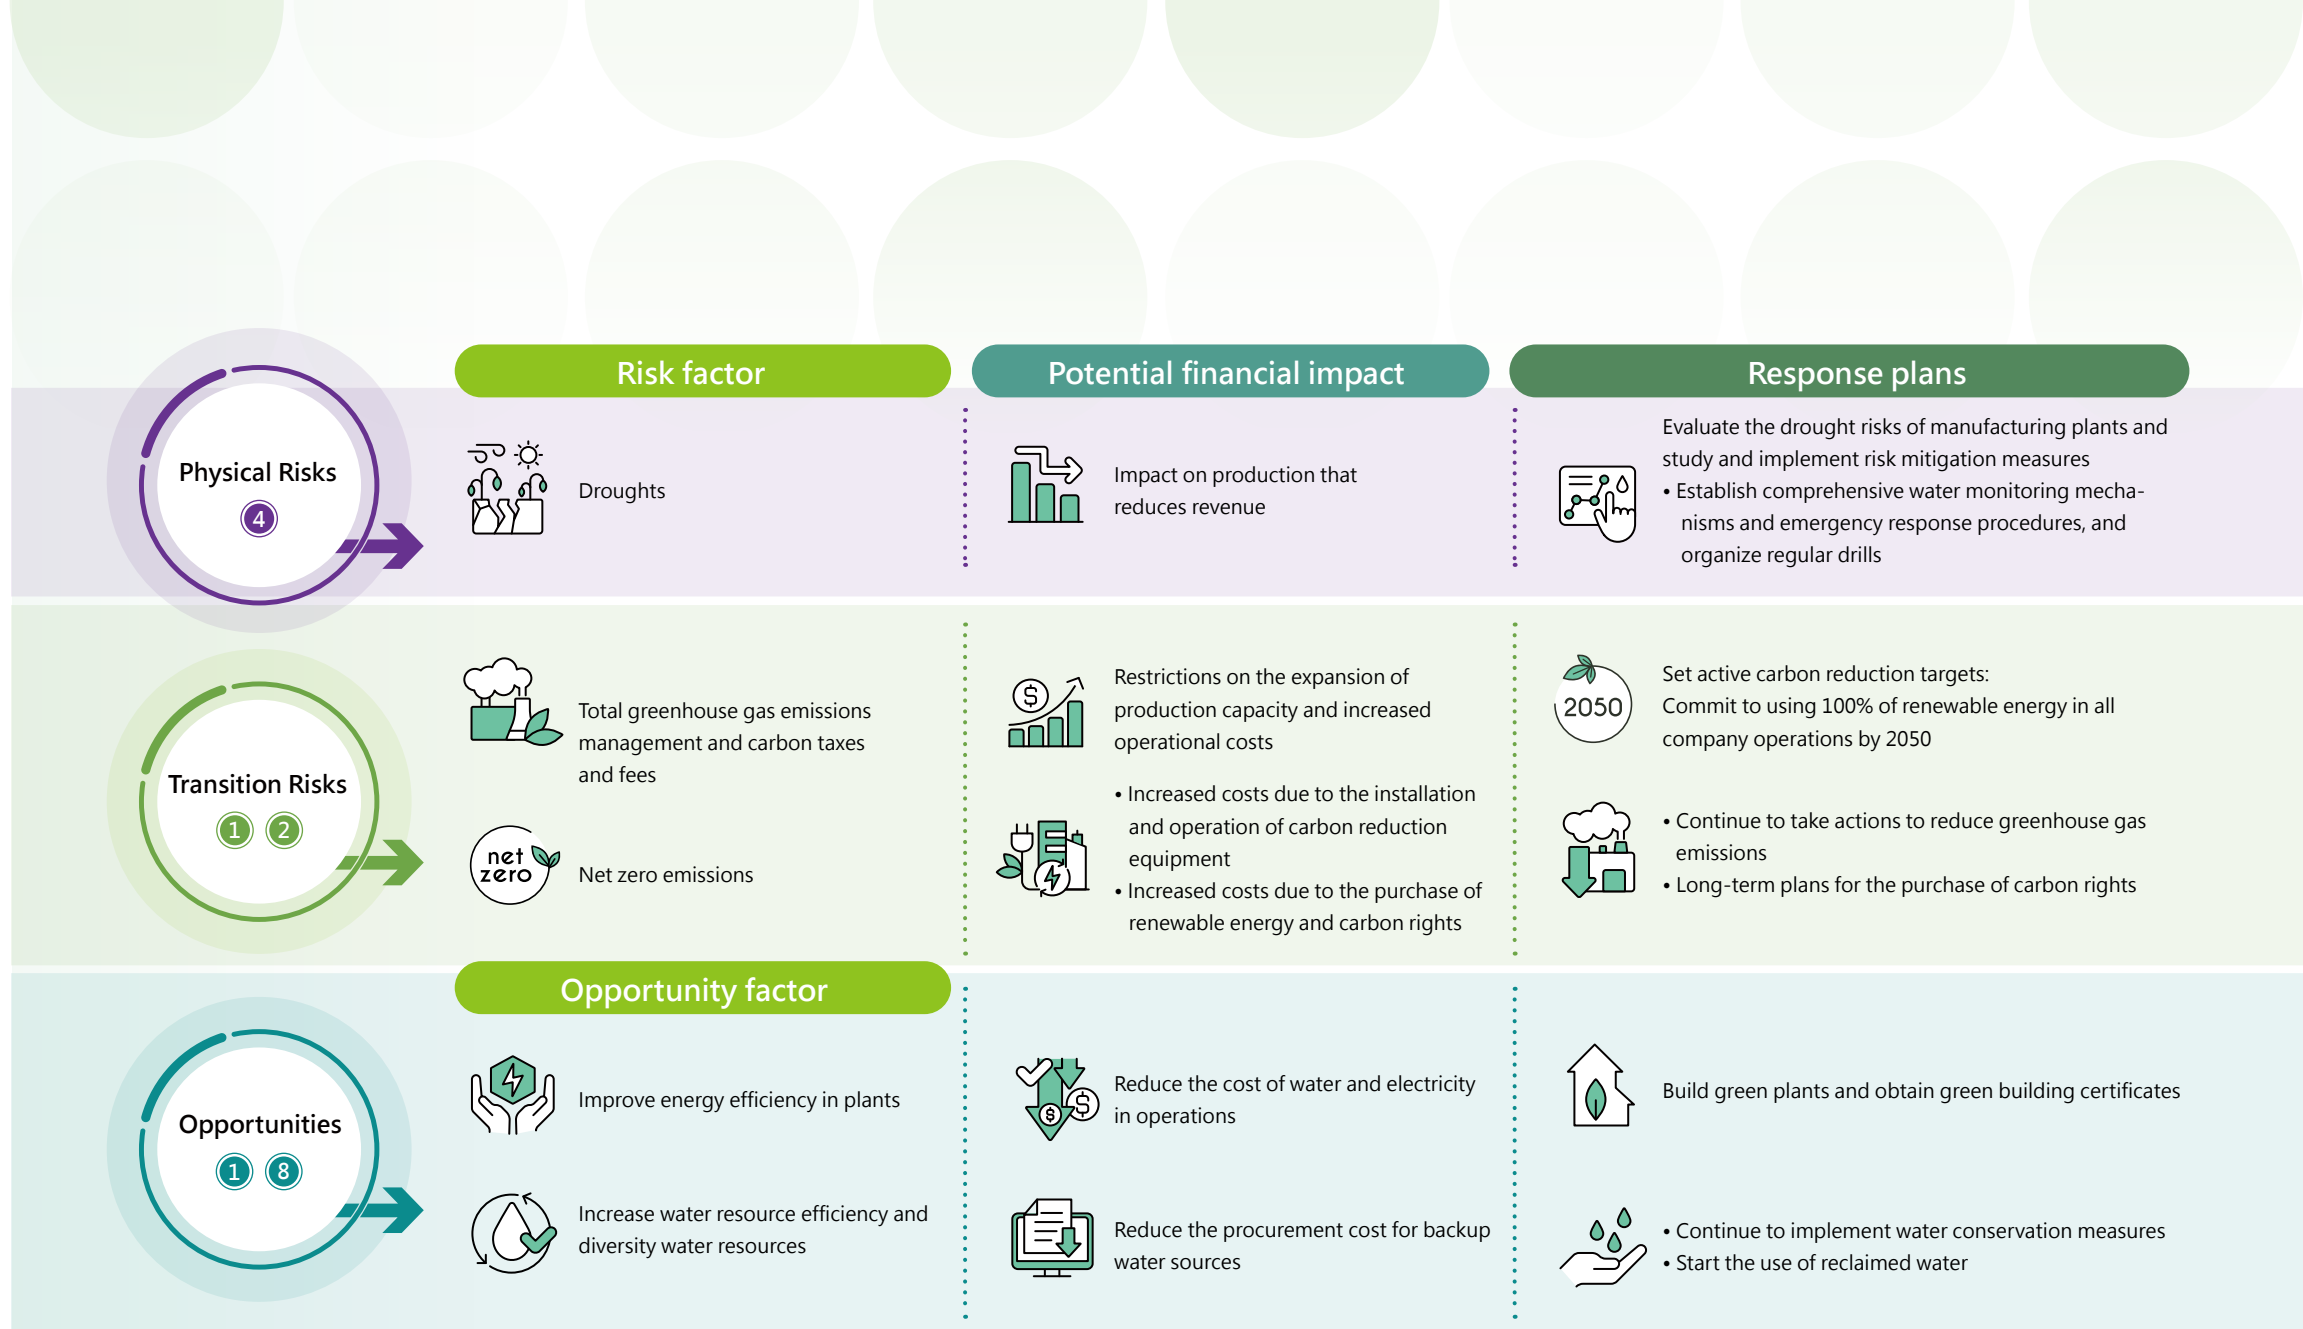 Risk factor
Potential financial impact
Response plans
Physical Risks
4
Droughts
Impact on production that
reduces revenue
Evaluate the drought risks of manufacturing plants and
study and implement risk mitigation measures
• Establish comprehensive water monitoring mecha-
nisms and emergency response procedures, and
organize regular drills
Transition Risks
1 2
Total greenhouse gas emissions
management and carbon taxes
and fees
$
Restrictions on the expansion of
production capacity and increased
operational costs
2050
Set active carbon reduction targets:
Commit to using 100% of renewable energy in all
company operations by 2050
net
zero
Net zero emissions
• Increased costs due to the installation
and operation of carbon reduction
equipment
• Increased costs due to the purchase of
renewable energy and carbon rights
• Continue to take actions to reduce greenhouse gas
emissions
• Long-term plans for the purchase of carbon rights
Opportunity factor
Opportunities
1 8
Improve energy efficiency in plants
$ $
Reduce the cost of water and electricity
in operations
Build green plants and obtain green building certificates
Increase water resource efficiency and
diversity water resources
Reduce the procurement cost for backup
water sources
• Continue to implement water conservation measures
• Start the use of reclaimed water